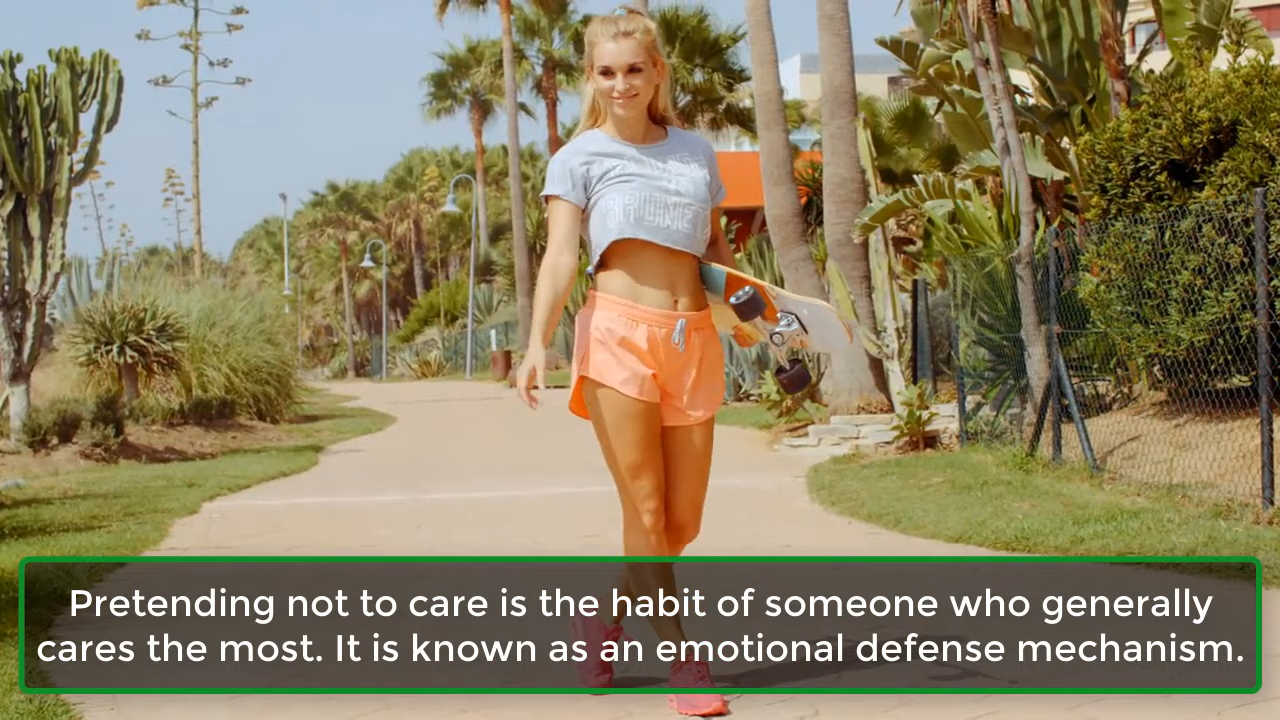 BRUNE
Pretending not to care is the habit of someone who generally
cares the most. It is known as an emotional defense mechanism.